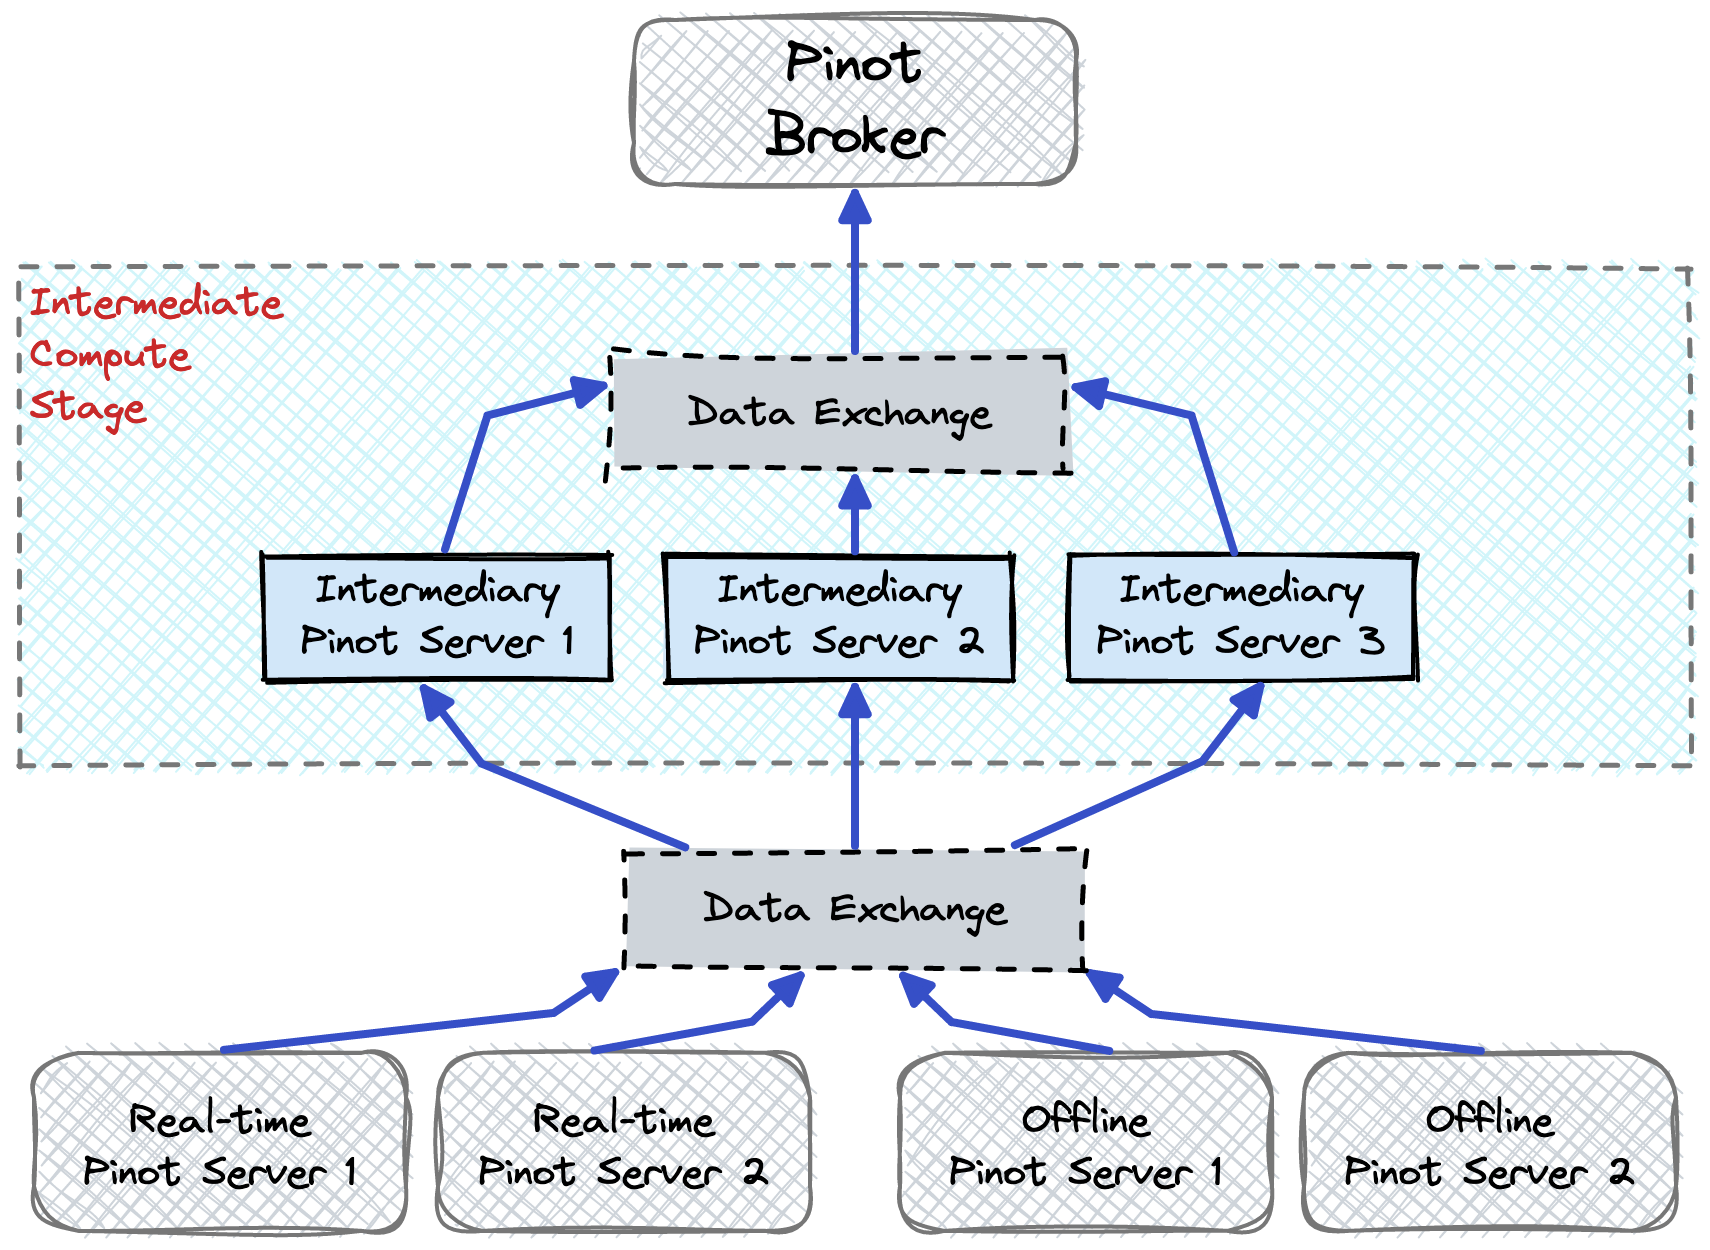 Pinot
Broker
Intermediate
Compute
Stage
Data Exchange
Intermediary
Pinot Server 1
Intermediary
Pinot Server 2
Intermediary
Pinot Server 3
Data Exchange
Real-time
Pinot Server 1
Real-time
Pinot Server 2
Offline
Pinot Server 1
Offline
Pinot Server 2